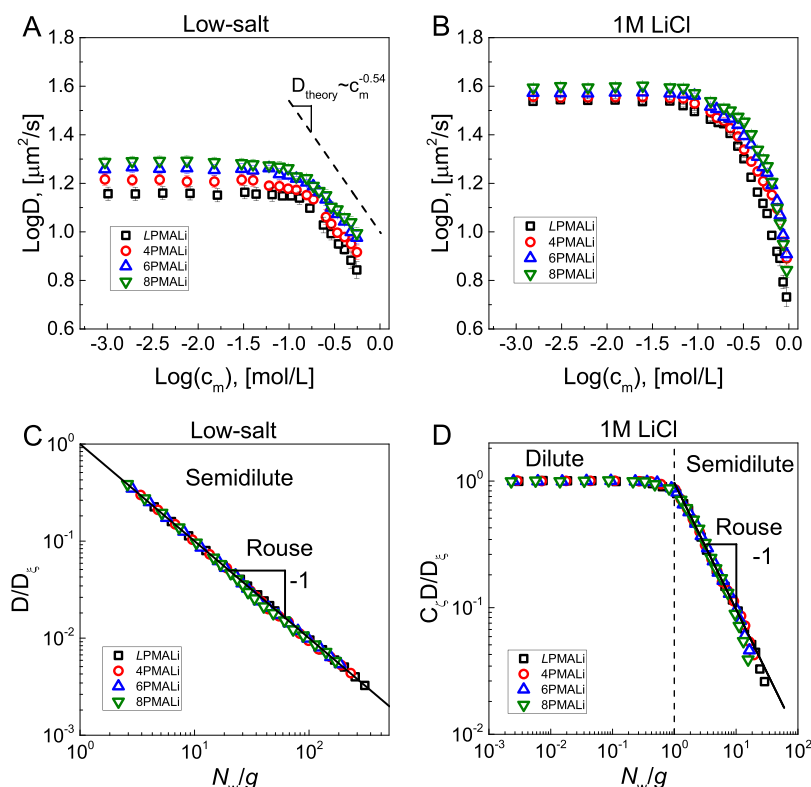 A
Low-salt
LogD, [μm²/s]
1.8
1.6
1.4
1.2
1.0
0.8
0.6
D_theory~c_m^-0.54
LPMALi
4PMALi
6PMALi
8PMALi
-3.0 -2.5 -2.0 -1.5 -1.0 -0.5 0.0
Log(c_m), [mol/L]
B
1M LiCl
LogD, [μm²/s]
1.8
1.6
1.4
1.2
1.0
0.8
0.6
LPMALi
4PMALi
6PMALi
8PMALi
-3.0 -2.5 -2.0 -1.5 -1.0 -0.5 0.0
Log(c_m), [mol/L]
C
Low-salt
D/D_ξ
10^0
10^-1
10^-2
10^-3
Semidilute
Rouse
-1
LPMALi
4PMALi
6PMALi
8PMALi
10^0 10^2
N_w/g
D
1M LiCl
C_ζD/D_ξ
10^0
10^-1
10^-2
Dilute
Semidilute
Rouse
-1
LPMALi
4PMALi
6PMALi
8PMALi
10^-3 10^-2 10^-1 10^0 10^1 10^2
N_w/g